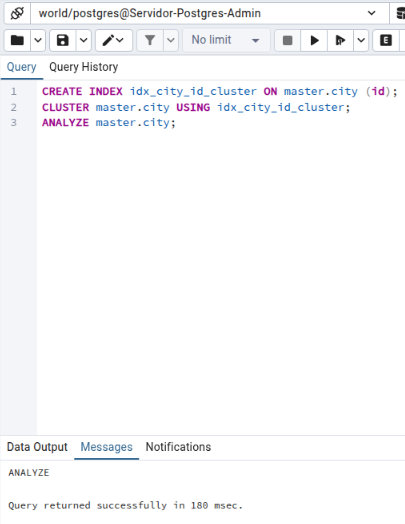 world/postgres@Servidor-Postgres-Admin
No limit
E
Query Query History
1 CREATE INDEX idx_city_id_cluster ON master.city (id);
2 CLUSTER master.city USING idx_city_id_cluster;
3 ANALYZE master.city;
Data Output Messages Notifications
ANALYZE
Query returned successfully in 180 msec.